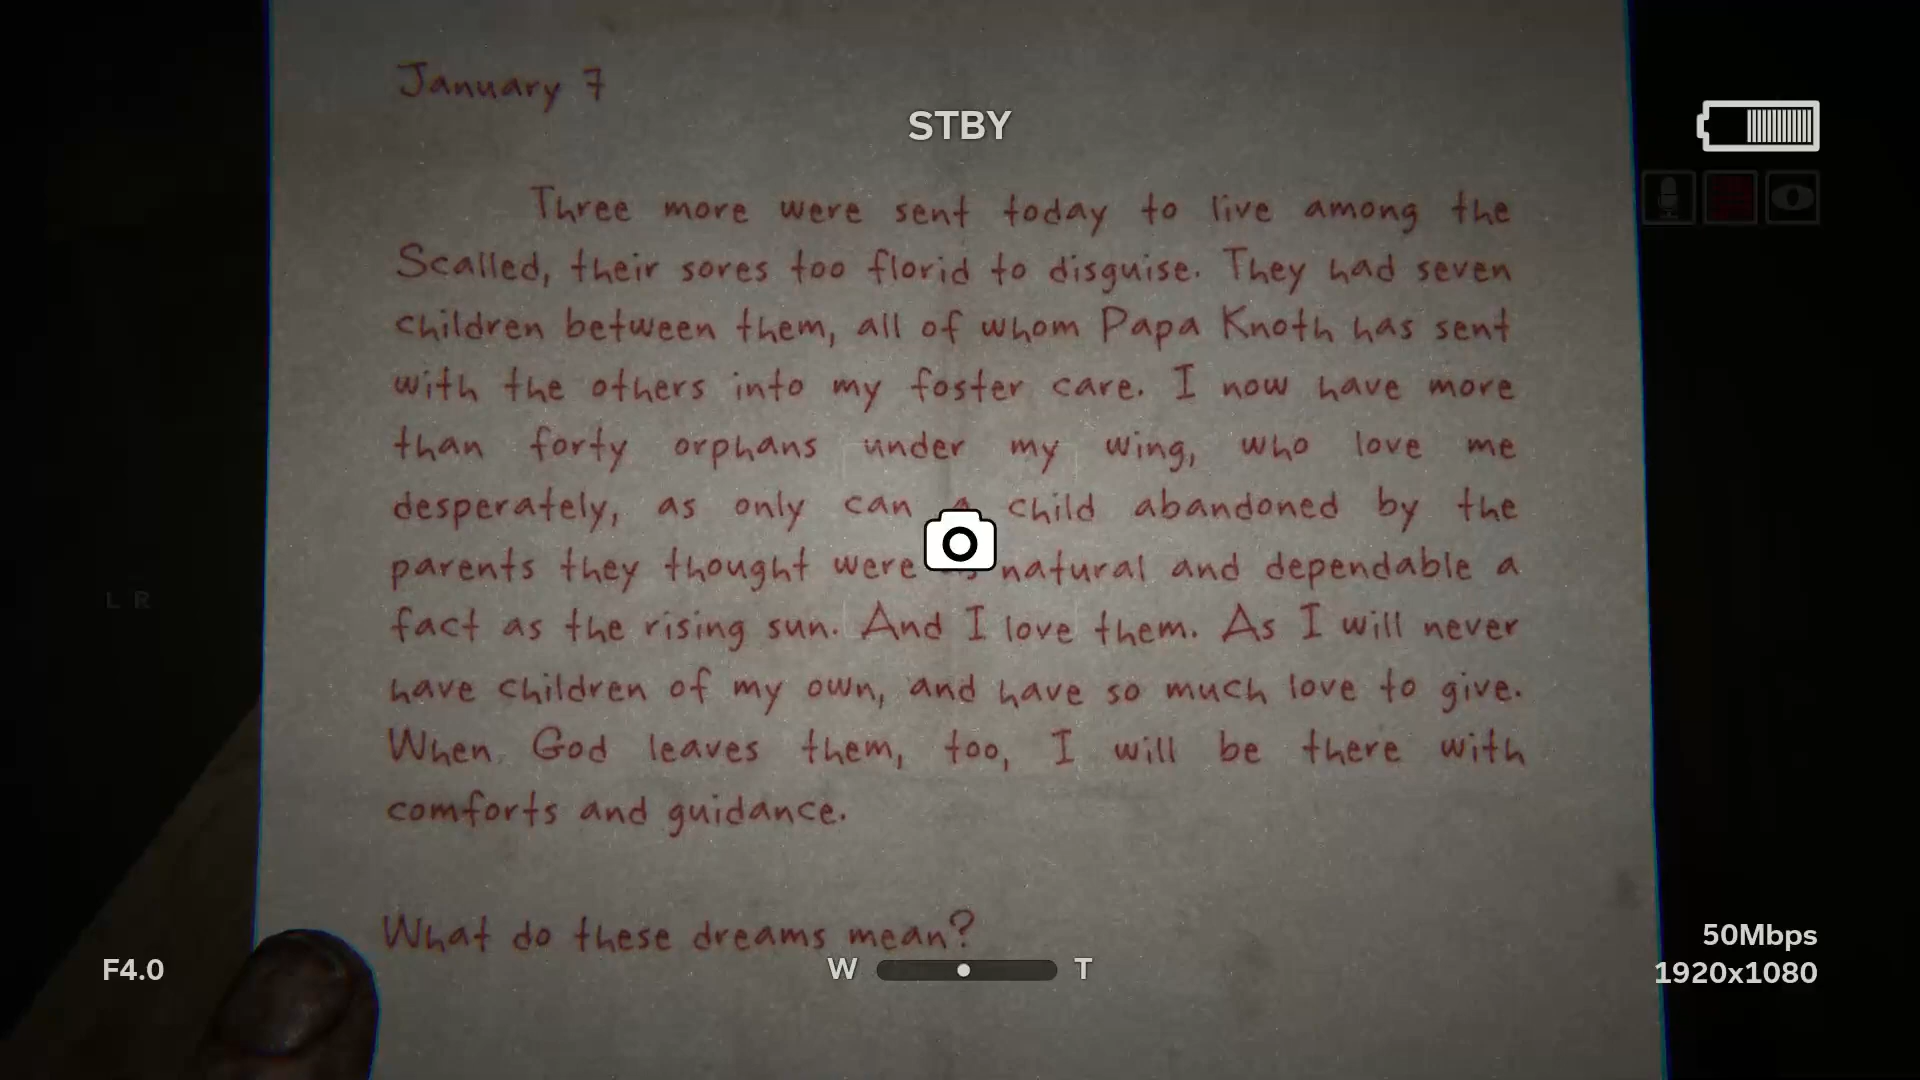 January 7
STBY
Three more were sent today to live among the
Scalled, their sores too florid to disguise. They had seven
children between them, all of whom Papa Knoth has sent
with the others into my foster care. I now have more
than forty orphans under my wing, who love me
desperately, as only can a child abandoned by the
parents they thought were natural and dependable a
L R
fact as the rising sun. And I love them. As I will never
have children of my own, and have so much love to give.
When God leaves them, too, I will be there with
comforts and guidance.
What do these dreams mean?
50Mbps
F4.0
W T
1920x1080